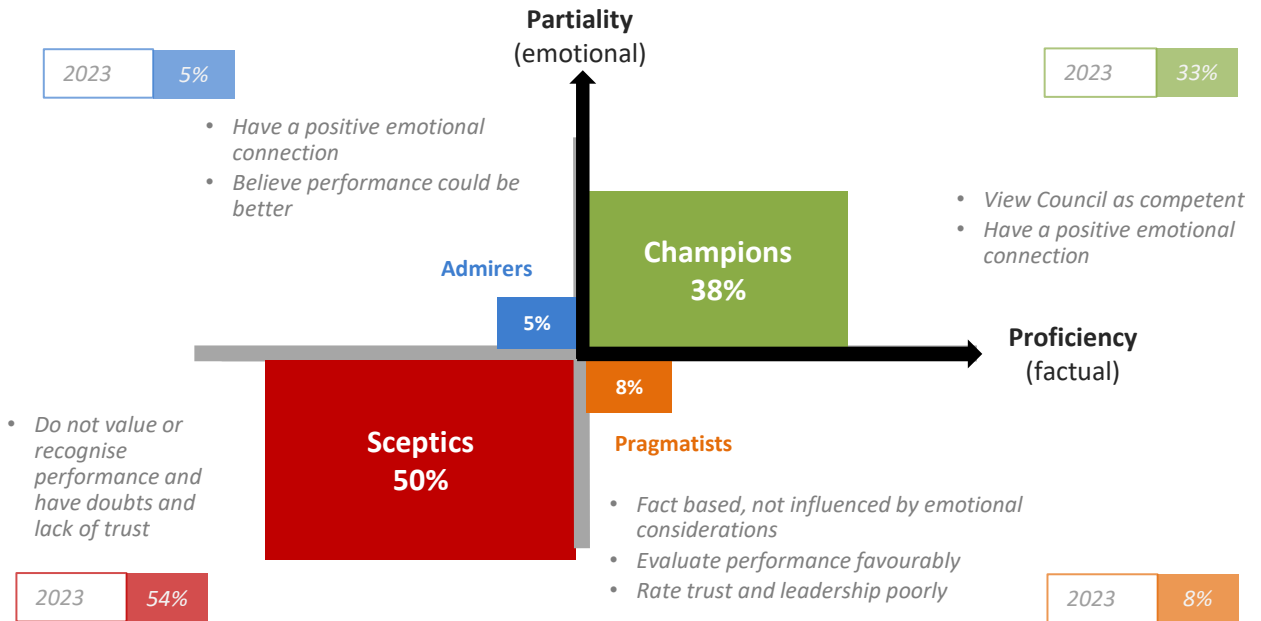 Partiality
(emotional)
2023 5%
2023 33%
• Have a positive emotional
connection
• Believe performance could be
better
• View Council as competent
• Have a positive emotional
connection
Admirers
5%
Champions
38%
Proficiency
(factual)
8%
Pragmatists
Sceptics
50%
• Do not value or
recognise
performance and
have doubts and
lack of trust
• Fact based, not influenced by emotional
considerations
• Evaluate performance favourably
• Rate trust and leadership poorly
2023 54%
2023 8%